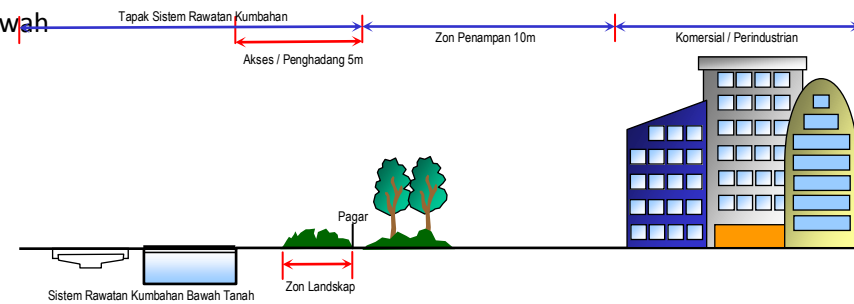 wah
Tapak Sistem Rawatan Kumbahan
Zon Penampan 10m
Komersial / Perindustrian
Akses / Penghadang 5m
Pagar
Zon Landskap
Sistem Rawatan Kumbahan Bawah Tanah